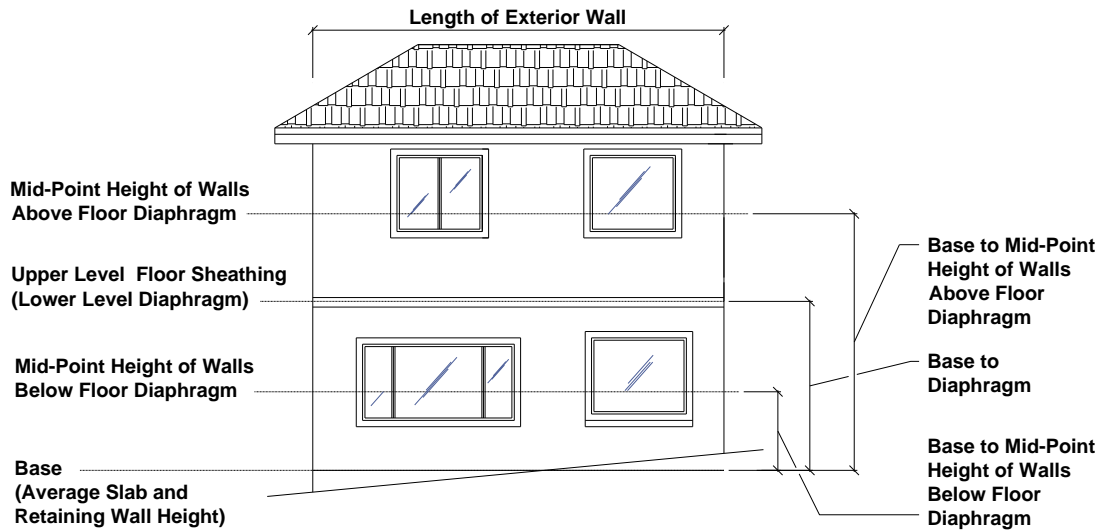 Length of Exterior Wall
Mid-Point Height of Walls
Above Floor Diaphragm
Upper Level Floor Sheathing
(Lower Level Diaphragm)
Mid-Point Height of Walls
Below Floor Diaphragm
Base
(Average Slab and
Retaining Wall Height)
Base to Mid-Point
Height of Walls
Above Floor
Diaphragm
Base to
Diaphragm
Base to Mid-Point
Height of Walls
Below Floor
Diaphragm